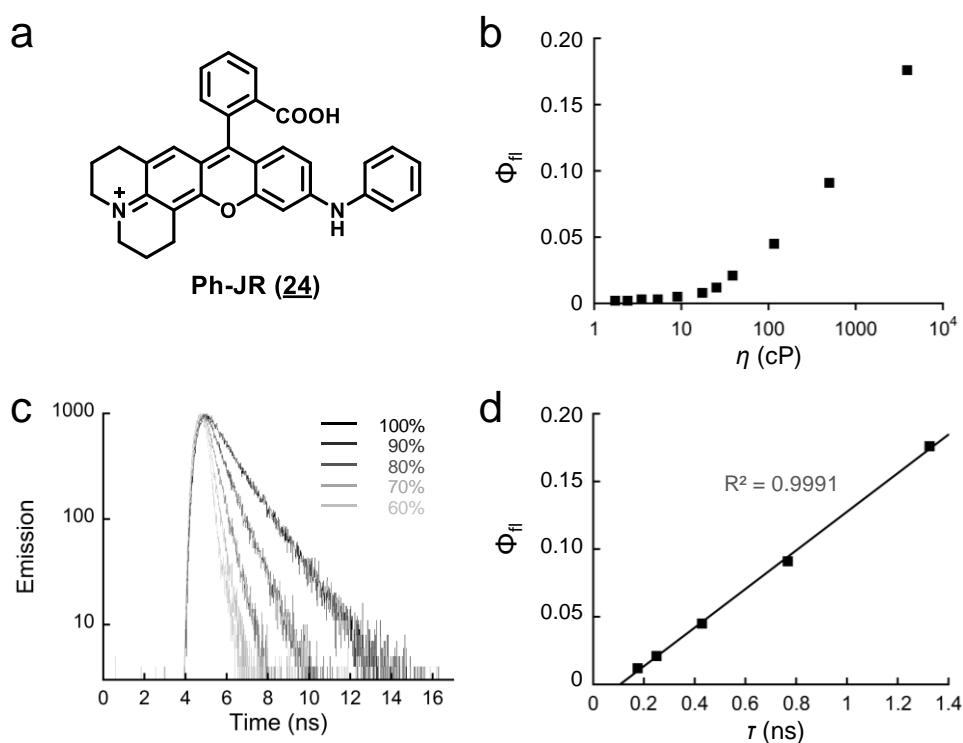 a
COOH
+
N
O
N
H
Ph-JR (24)
b
0.20
0.15
0.10
0.05
0
Φfl
1 10 100 1000 10⁴
η (cP)
c
1000
100
10
Emission
100%
90%
80%
70%
60%
0 2 4 6 8 10 12 14 16
Time (ns)
d
0.20
0.15
0.10
0.05
0
Φfl
R² = 0.9991
0 0.2 0.4 0.6 0.8 1 1.2 1.4
τ (ns)